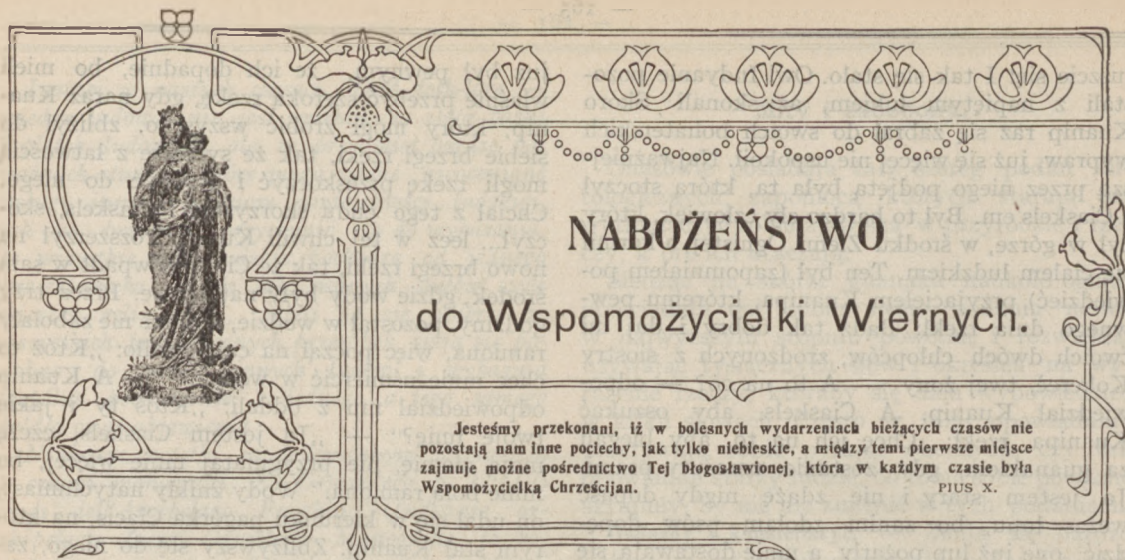 NABOŻEŃSTWO
do Wspomożycielki Wiernych.
Jesteśmy przekonani, iż w bolesnych wydarzeniach bieżących czasów nie
pozostają nam inne pociechy, jak tylko niebieskie, a między temi pierwsze miejsce
zajmuje możne pośrednictwo Tej błogosławionej, która w każdym czasie była
Wspomożycielką Chrześcijan. PIUS X.